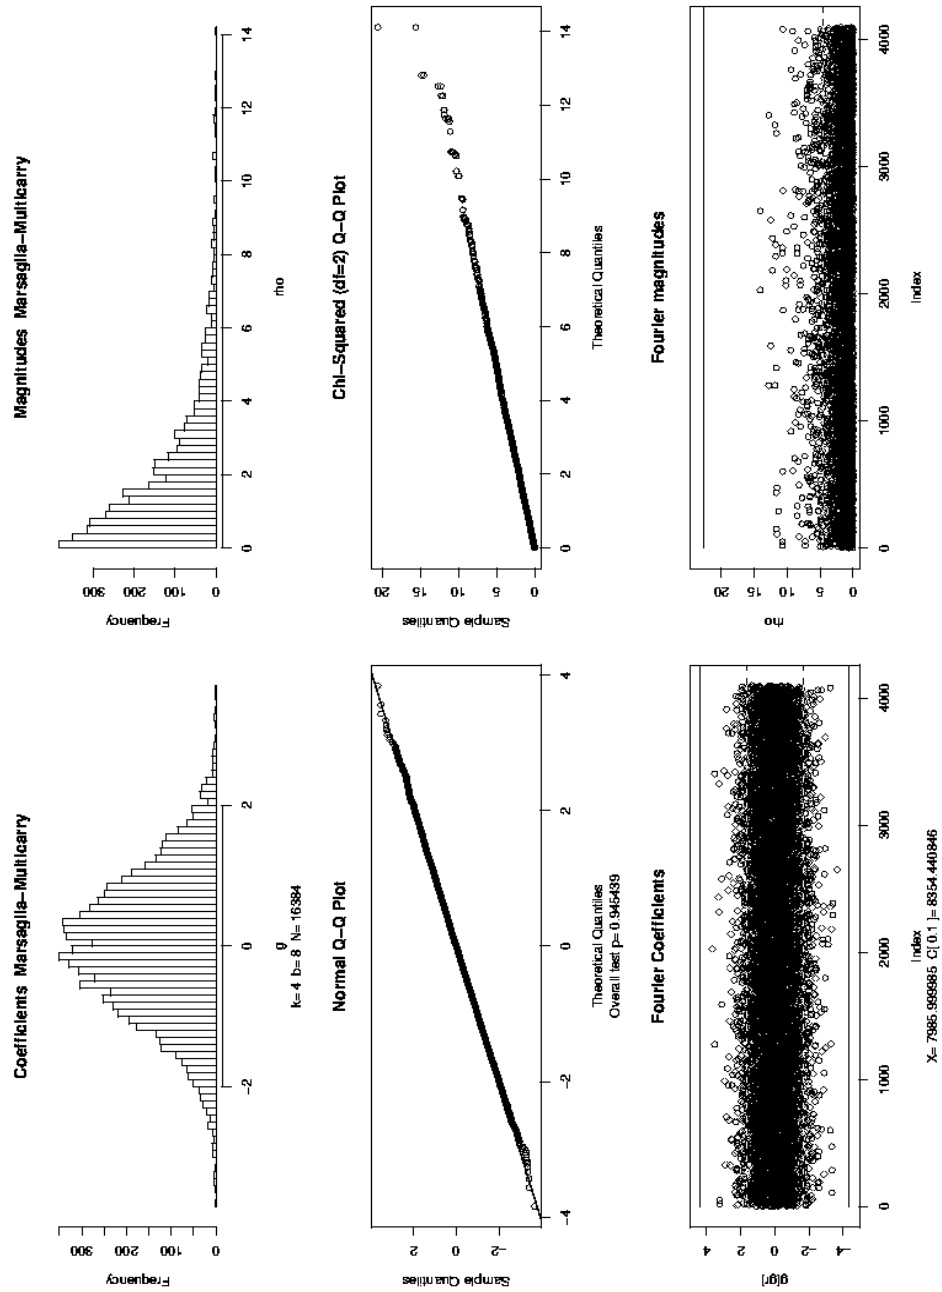 Coefficients Marsaglia-Multicarry
Frequency
300
200
100
0
-2
0
2
g
k= 4 b= 8 N= 16384
Magnitudes Marsaglia-Multicarry
Frequency
300
200
100
0
0
2
4
6
8
10
12
14
rho
Normal Q-Q Plot
Sample Quantiles
2
0
-2
-4
-2
0
2
4
Theoretical Quantiles
Overall test p= 0.945439
Chi-Squared (df=2) Q-Q Plot
Sample Quantiles
20
15
10
5
0
0
2
4
6
8
10
12
14
Theoretical Quantiles
Fourier Coefficients
g[gr]
4
2
0
-2
-4
0
1000
2000
3000
4000
Index
X= 7985.999985 C[ 0.1 ]= 8354.440846
Fourier magnitudes
rho
20
15
10
5
0
0
1000
2000
3000
4000
Index